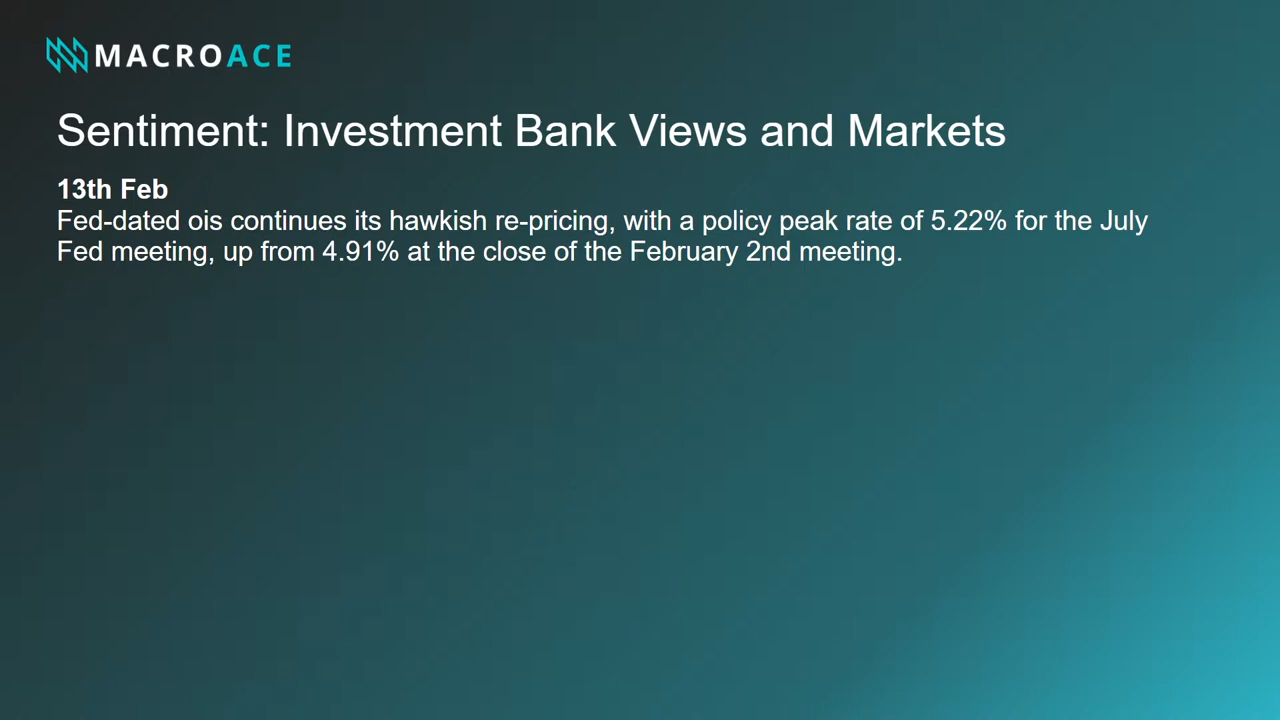 MACROACE
Sentiment: Investment Bank Views and Markets
13th Feb
Fed-dated ois continues its hawkish re-pricing, with a policy peak rate of 5.22% for the July
Fed meeting, up from 4.91% at the close of the February 2nd meeting.